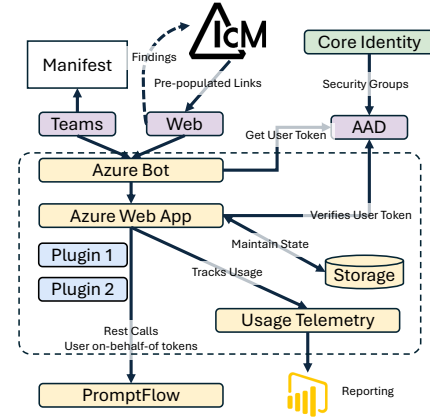 IcM
Core Identity
Manifest
Findings
Pre-populated Links
Security Groups
Teams
Web
AAD
Get User Token
Azure Bot
Azure Web App
Verifies User Token
Plugin 1
Maintain State
Tracks Usage
Storage
Plugin 2
Usage Telemetry
Rest Calls
User on-behalf-of tokens
PromptFlow
Reporting